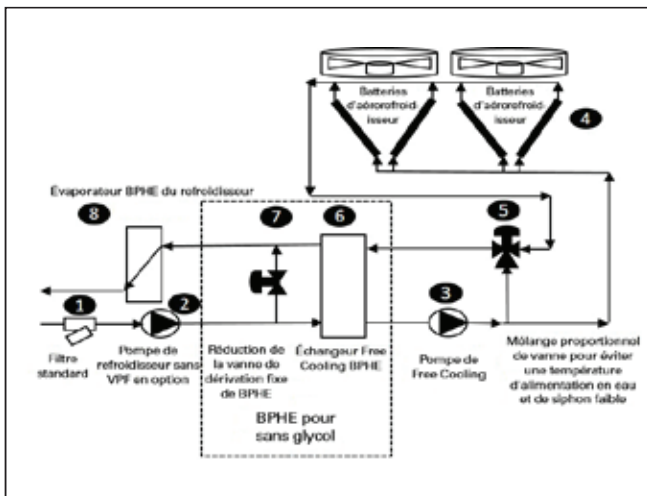 Batteries
d'aérorefroid-
isseur
Batteries
d'aérorefroid-
isseur
4
Évaporateur BPHE du refroidisseur
8
7
6
5
1
2
3
Filtre
standard
Pompe de
refroidisseur sans
VPF en option
Réduction de
la vanne de
dérivation fixe
de BPHE
Échangeur Free
Cooling BPHE
Pompe de
Free Cooling
Mélange proportionnel
de vanne pour éviter
une température
d'alimentation en eau
et de siphon faible
BPHE pour
sans glycol